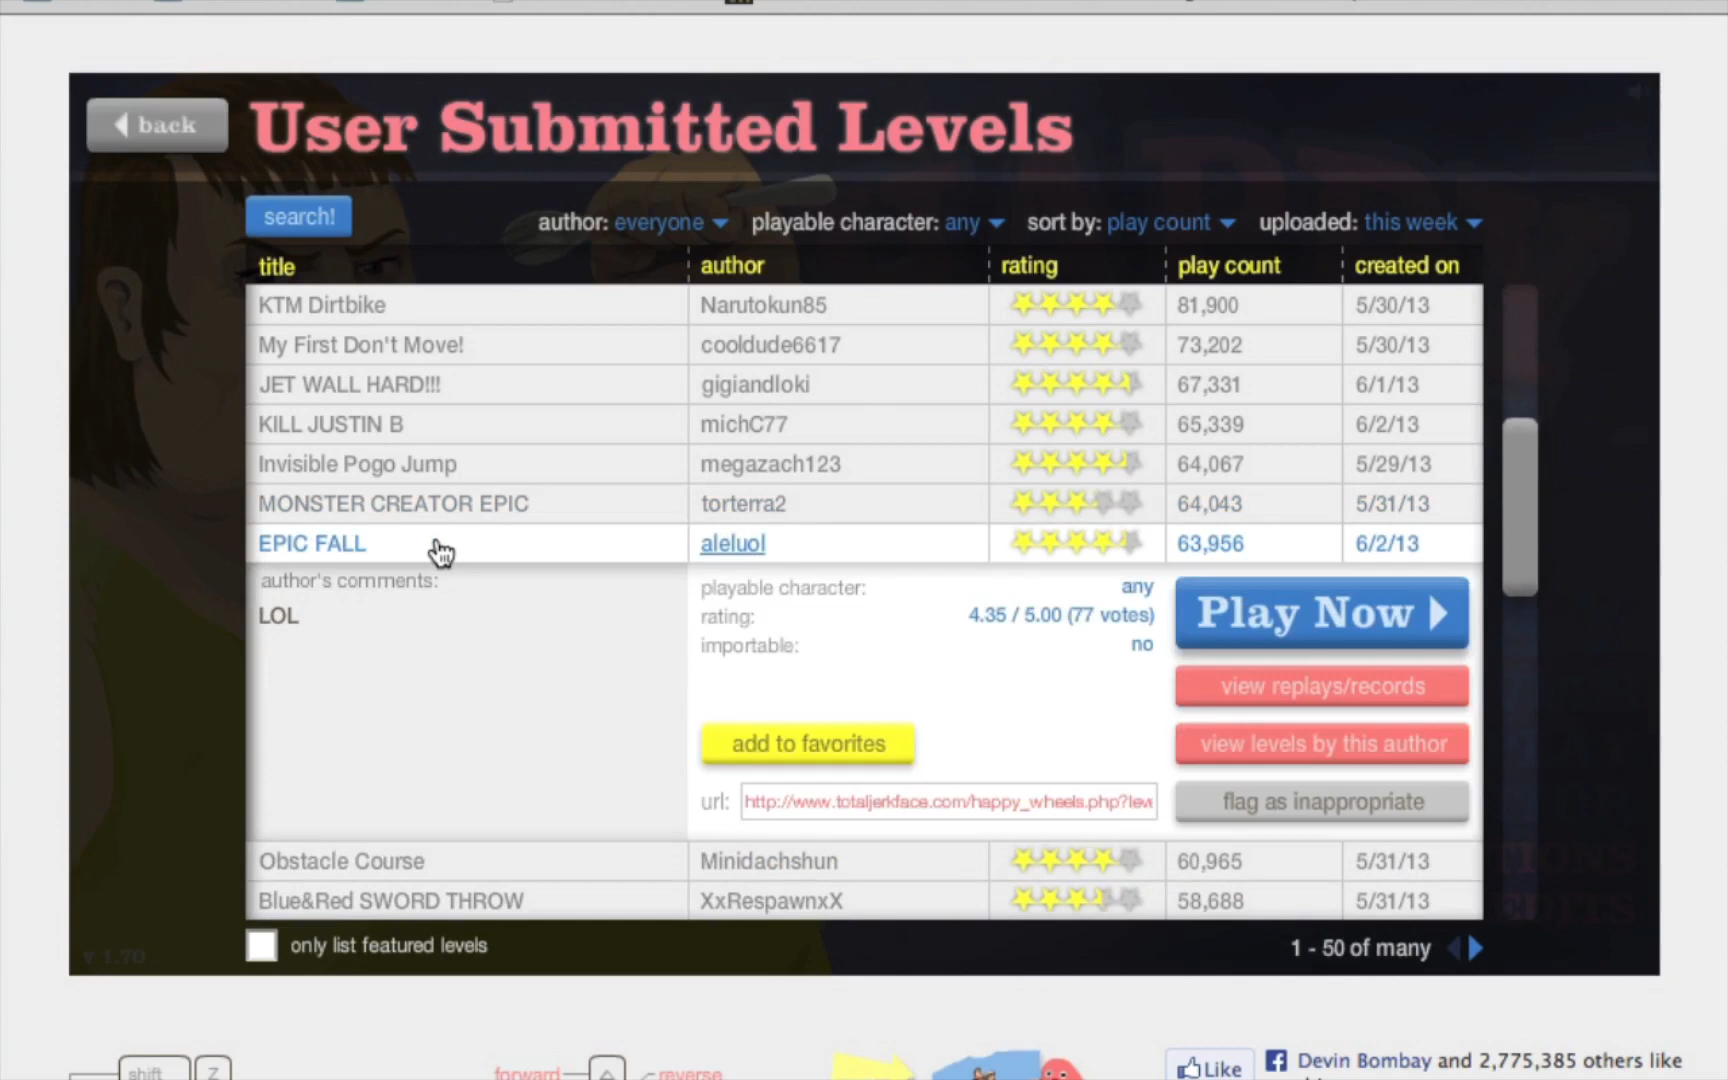 back
User Submitted Levels
search!
author: everyone playable character: any sort by: play count uploaded: this week
title author rating play count created on
KTM Dirtbike Narutokun85 81,900 5/30/13
My First Don't Move! cooldude6617 73,202 5/30/13
JET WALL HARD!!! gigiandloki 67,331 6/1/13
KILL JUSTIN B michC77 65,339 6/2/13
Invisible Pogo Jump megazach123 64,067 5/29/13
MONSTER CREATOR EPIC torterra2 64,043 5/31/13
EPIC FALL aleluol 63,956 6/2/13
author's comments:
LOL
playable character: any
rating: 4.35 / 5.00 (77 votes)
importable: no
Play Now
view replays/records
add to favorites
view levels by this author
url: http://www.totaljerkface.com/happy_wheels.php?lev
flag as inappropriate
Obstacle Course Minidachshun 60,965 5/31/13
Blue&Red SWORD THROW XxRespawnxX 58,688 5/31/13
only list featured levels
1 - 50 of many
v 1.70
shift Z
forward reverse
Like Devin Bombay and 2,775,385 others like